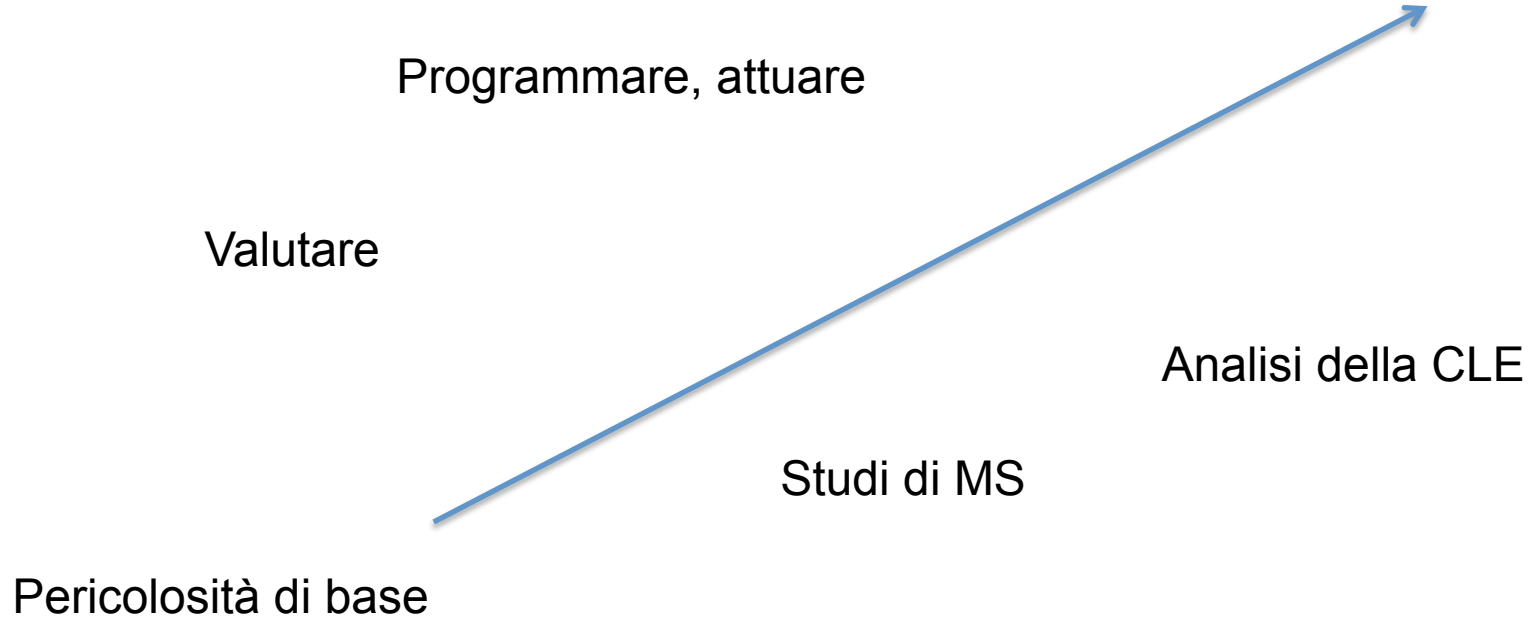 Programmare, attuare
Valutare
Analisi della CLE
Studi di MS
Pericolosità di base